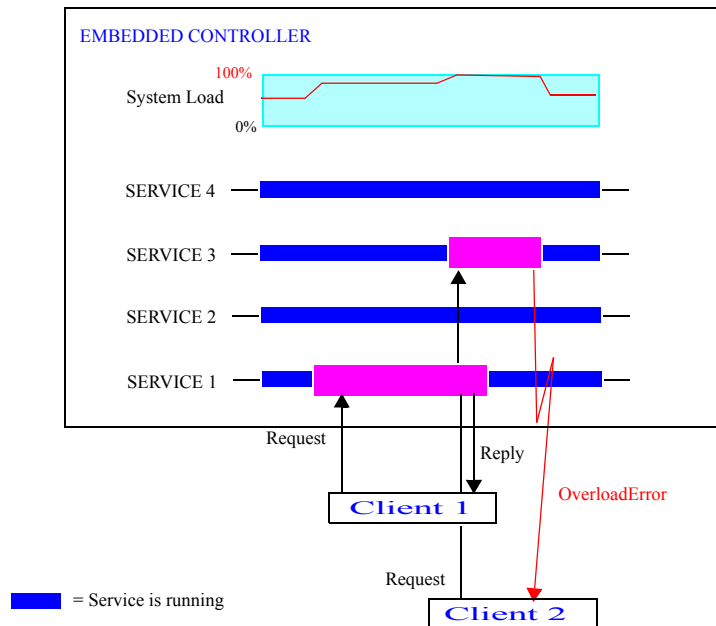 EMBEDDED CONTROLLER
100%
System Load
0%
SERVICE 4
SERVICE 3
SERVICE 2
SERVICE 1
Request
Reply
OverloadError
Client 1
Request
= Service is running
Client 2